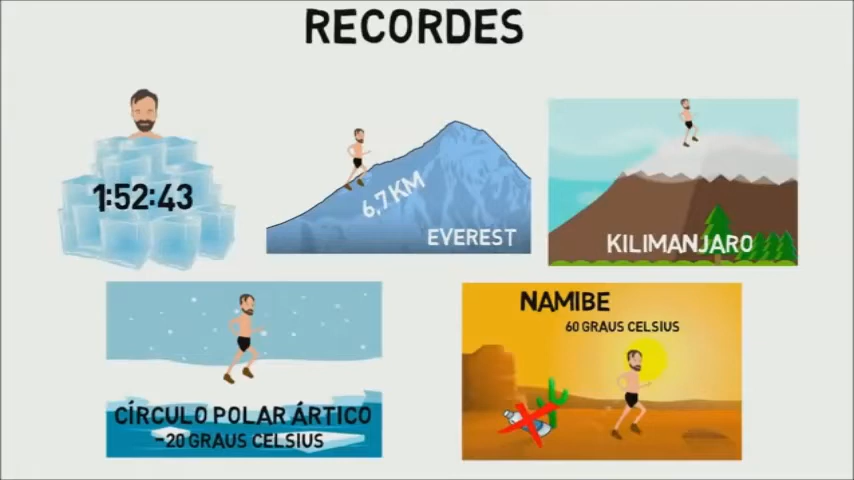 RECORDES
1:52:43
6,7 KM
EVEREST
KILIMANJARO
CÍRCULO POLAR ÁRTICO
-20 GRAUS CELSIUS
NAMIBE
60 GRAUS CELSIUS